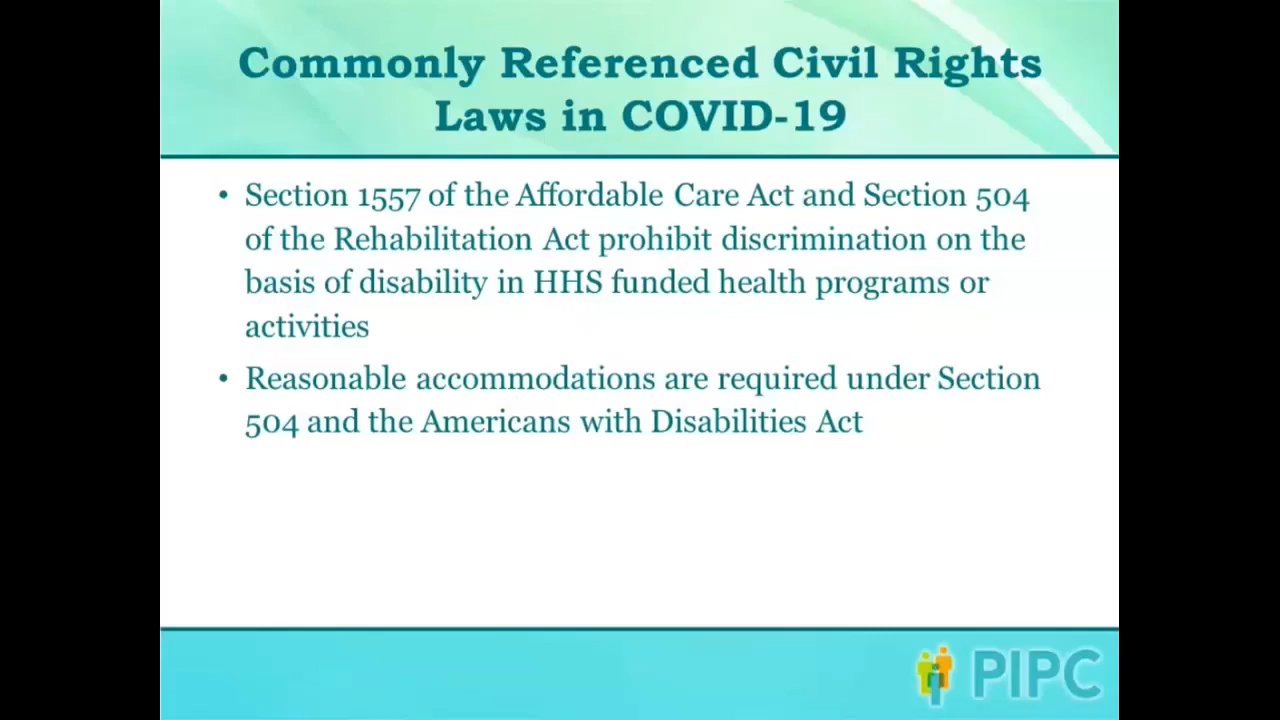 Commonly Referenced Civil Rights
Laws in COVID-19
• Section 1557 of the Affordable Care Act and Section 504
of the Rehabilitation Act prohibit discrimination on the
basis of disability in HHS funded health programs or
activities
• Reasonable accommodations are required under Section
504 and the Americans with Disabilities Act
PIPC